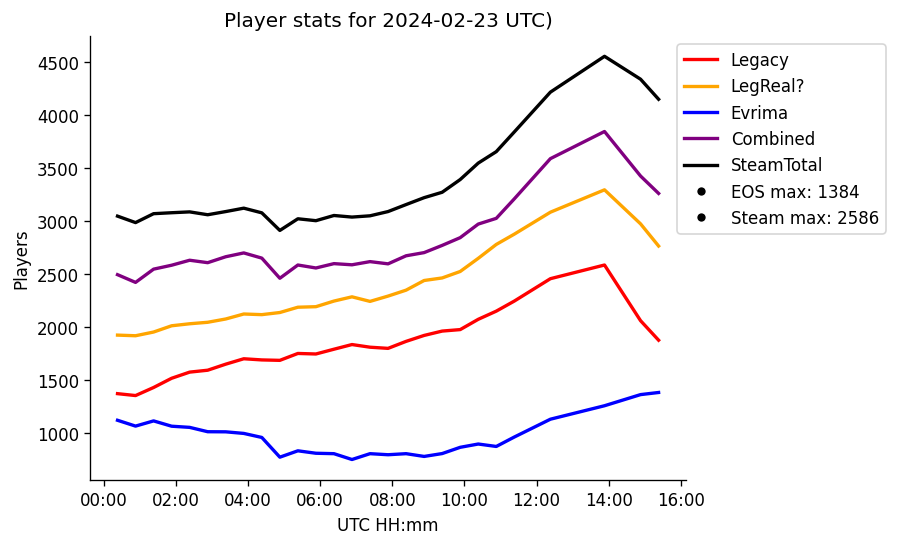 Player stats for 2024-02-23 UTC)
Legacy
LegReal?
Evrima
Combined
SteamTotal
EOS max: 1384
Steam max: 2586
Players
4500
4000
3500
3000
2500
2000
1500
1000
00:00 02:00 04:00 06:00 08:00 10:00 12:00 14:00 16:00
UTC HH:mm